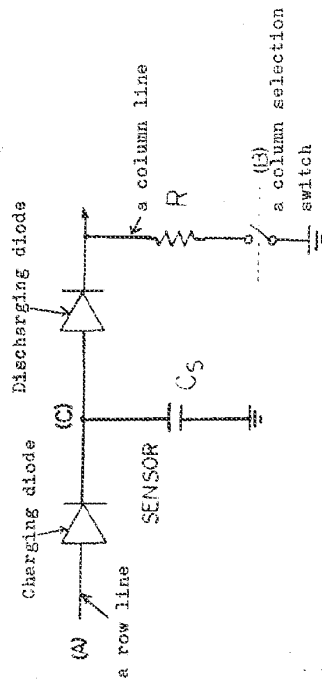 Charging diode
Discharging diode
(A)
(C)
a row line
a column line
SENSOR
CS
R
(B)
a column selection
switch